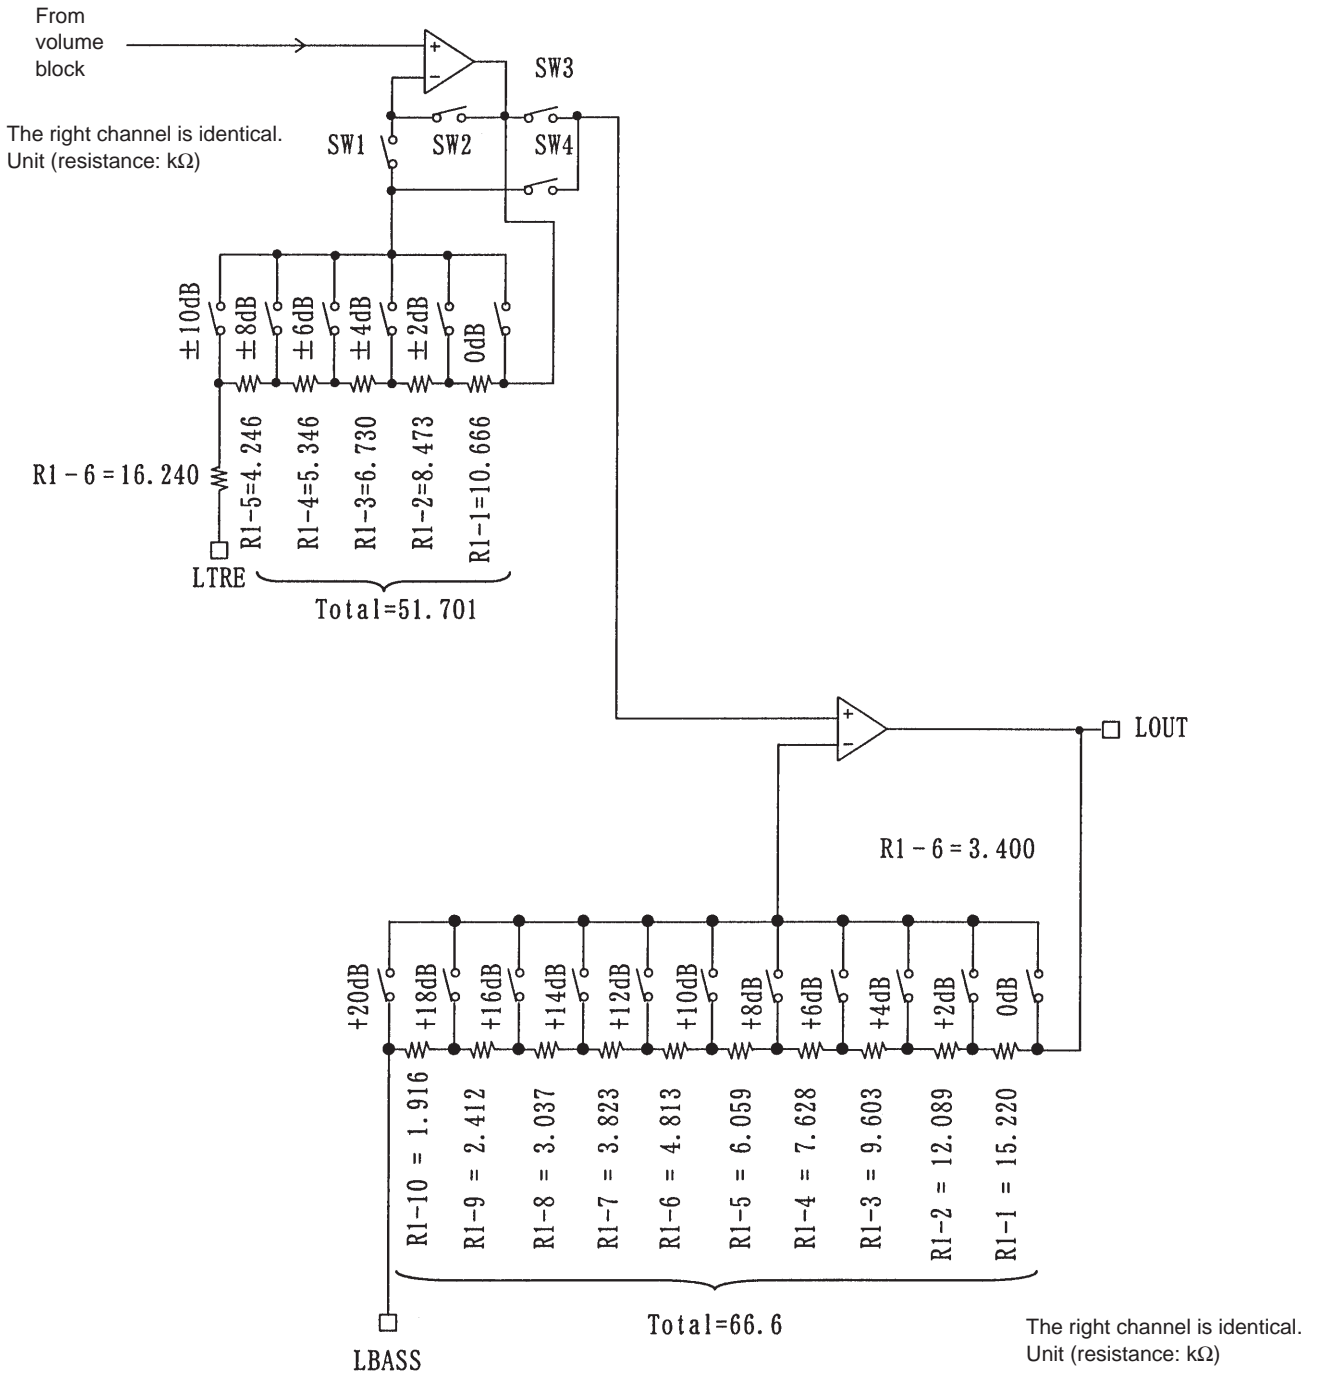 From
volume
block
The right channel is identical.
Unit (resistance: kΩ)
+
−
SW3
SW1
SW2
SW4
±10dB
±8dB
±6dB
±4dB
±2dB
0dB
R1−6=16.240
R1−5=4.246
R1−4=5.346
R1−3=6.730
R1−2=8.473
R1−1=10.666
LTRE
Total=51.701
+
−
LOUT
R1−6=3.400
+20dB
+18dB
+16dB
+14dB
+12dB
+10dB
+8dB
+6dB
+4dB
+2dB
0dB
R1−10 = 1.916
R1−9 = 2.412
R1−8 = 3.037
R1−7 = 3.823
R1−6 = 4.813
R1−5 = 6.059
R1−4 = 7.628
R1−3 = 9.603
R1−2 = 12.089
R1−1 = 15.220
Total=66.6
LBASS
The right channel is identical.
Unit (resistance: kΩ)